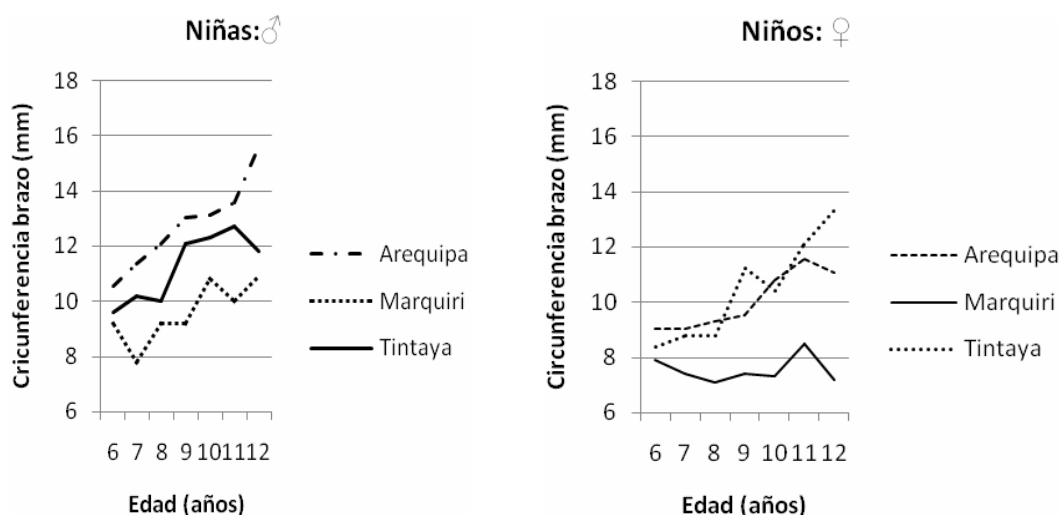 Niñas:♂
Cricunferencia brazo (mm)
18
16
14
12
10
8
6
6 7 8 9 10 11 12
Edad (años)
Arequipa
Marquiri
Tintaya
Niños: ♀
Circunferencia brazo (mm)
18
16
14
12
10
8
6
6 7 8 9 10 11 12
Edad (años)
Arequipa
Marquiri
Tintaya